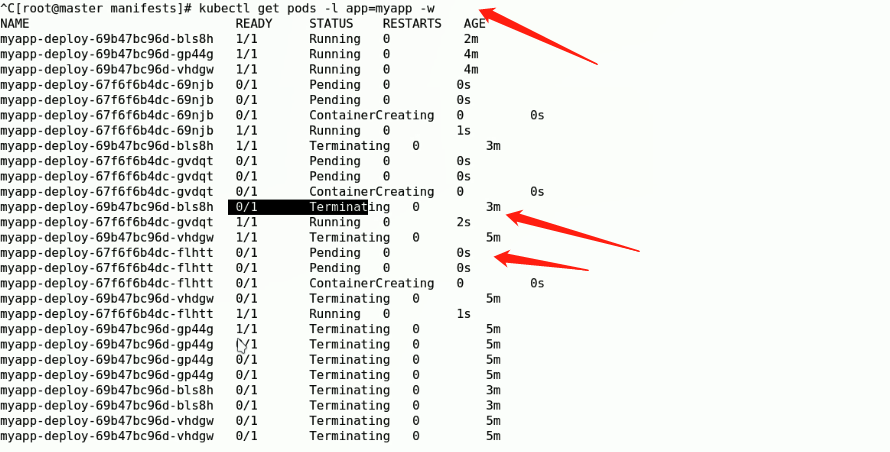 ^C[root@master manifests]# kubectl get pods -l app=myapp -w
NAME READY STATUS RESTARTS AGE
myapp-deploy-69b47bc96d-bls8h 1/1 Running 0 2m
myapp-deploy-69b47bc96d-gp44g 1/1 Running 0 4m
myapp-deploy-69b47bc96d-vhdgw 1/1 Running 0 4m
myapp-deploy-67f6f6b4dc-69njb 0/1 Pending 0 0s
myapp-deploy-67f6f6b4dc-69njb 0/1 Pending 0 0s
myapp-deploy-67f6f6b4dc-69njb 0/1 ContainerCreating 0 0s
myapp-deploy-67f6f6b4dc-69njb 1/1 Running 0 1s
myapp-deploy-69b47bc96d-bls8h 1/1 Terminating 0 3m
myapp-deploy-67f6f6b4dc-gvdqt 0/1 Pending 0 0s
myapp-deploy-67f6f6b4dc-gvdqt 0/1 Pending 0 0s
myapp-deploy-67f6f6b4dc-gvdqt 0/1 ContainerCreating 0 0s
myapp-deploy-69b47bc96d-bls8h 0/1 Terminating 0 3m
myapp-deploy-67f6f6b4dc-gvdqt 1/1 Running 0 2s
myapp-deploy-69b47bc96d-vhdgw 1/1 Terminating 0 5m
myapp-deploy-67f6f6b4dc-flhtt 0/1 Pending 0 0s
myapp-deploy-67f6f6b4dc-flhtt 0/1 Pending 0 0s
myapp-deploy-67f6f6b4dc-flhtt 0/1 ContainerCreating 0 0s
myapp-deploy-69b47bc96d-vhdgw 0/1 Terminating 0 5m
myapp-deploy-67f6f6b4dc-flhtt 1/1 Running 0 1s
myapp-deploy-69b47bc96d-gp44g 1/1 Terminating 0 5m
myapp-deploy-69b47bc96d-gp44g 0/1 Terminating 0 5m
myapp-deploy-69b47bc96d-gp44g 0/1 Terminating 0 5m
myapp-deploy-69b47bc96d-gp44g 0/1 Terminating 0 5m
myapp-deploy-69b47bc96d-bls8h 0/1 Terminating 0 3m
myapp-deploy-69b47bc96d-bls8h 0/1 Terminating 0 3m
myapp-deploy-69b47bc96d-vhdgw 0/1 Terminating 0 5m
myapp-deploy-69b47bc96d-vhdgw 0/1 Terminating 0 5m